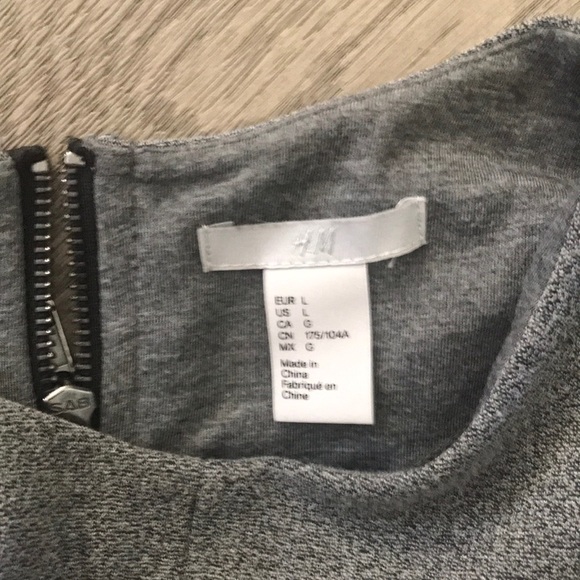 H&M
EUR L
US L
CA G
CN 175/104A
MX G
Made in
China
Fabriqué en
Chine